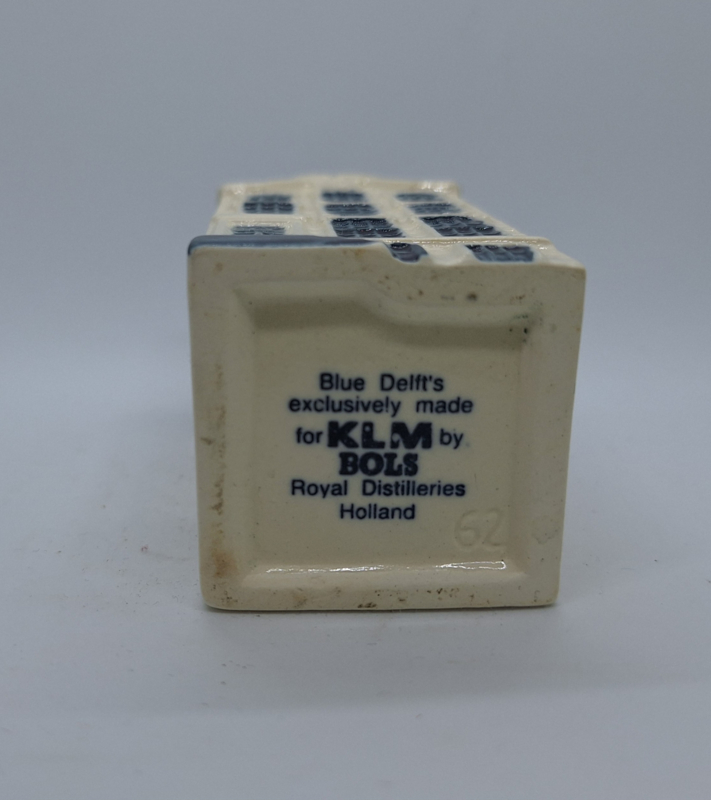 Blue Delft's
exclusively made
for KLM by
BOLS
Royal Distilleries
Holland
62